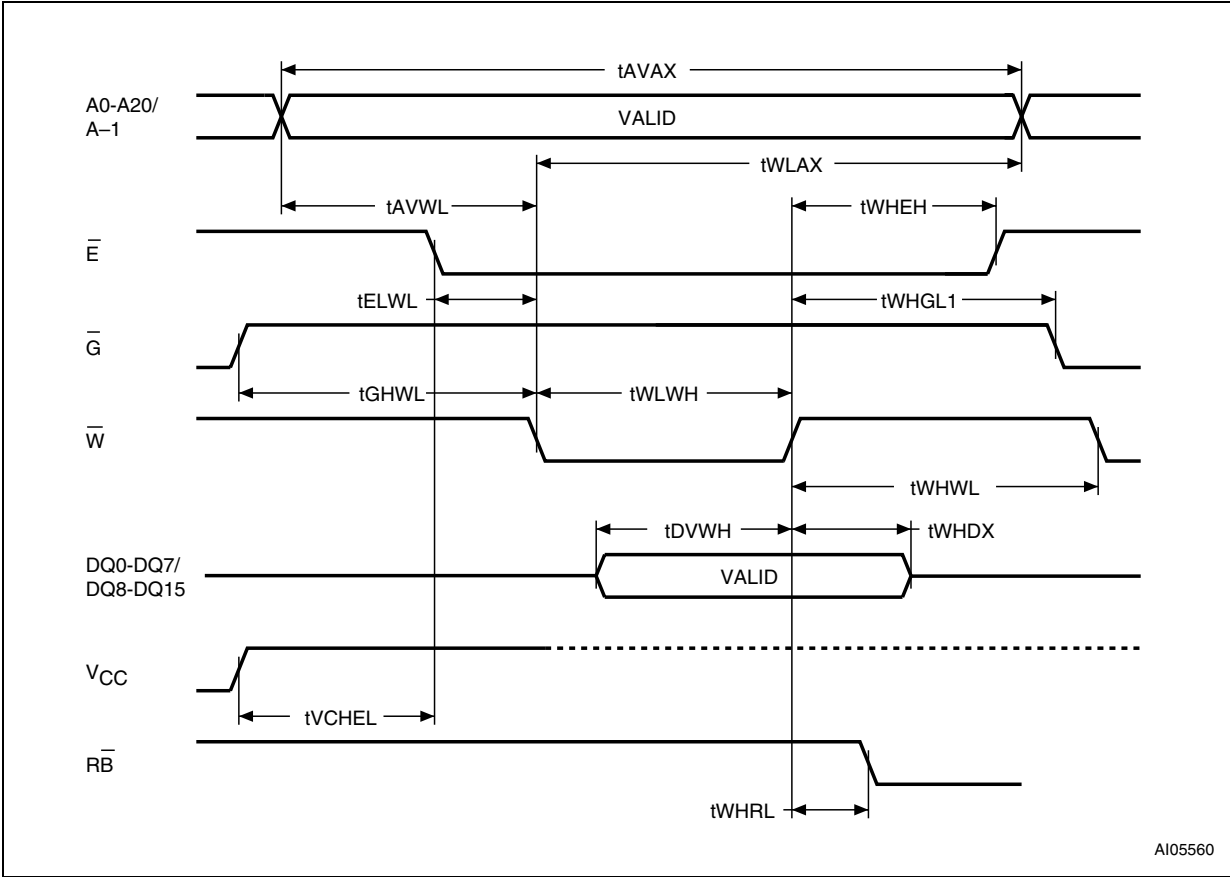 tAVAX
A0-A20/
A–1
VALID
tWLAX
tAVWL
tWHEH
E̅
tELWL
tWHGL1
G̅
tGHWL
tWLWH
W̅
tWHWL
tDVWH
tWHDX
DQ0-DQ7/
DQ8-DQ15
VALID
VCC
tVCHEL
RB̅
tWHRL
AI05560